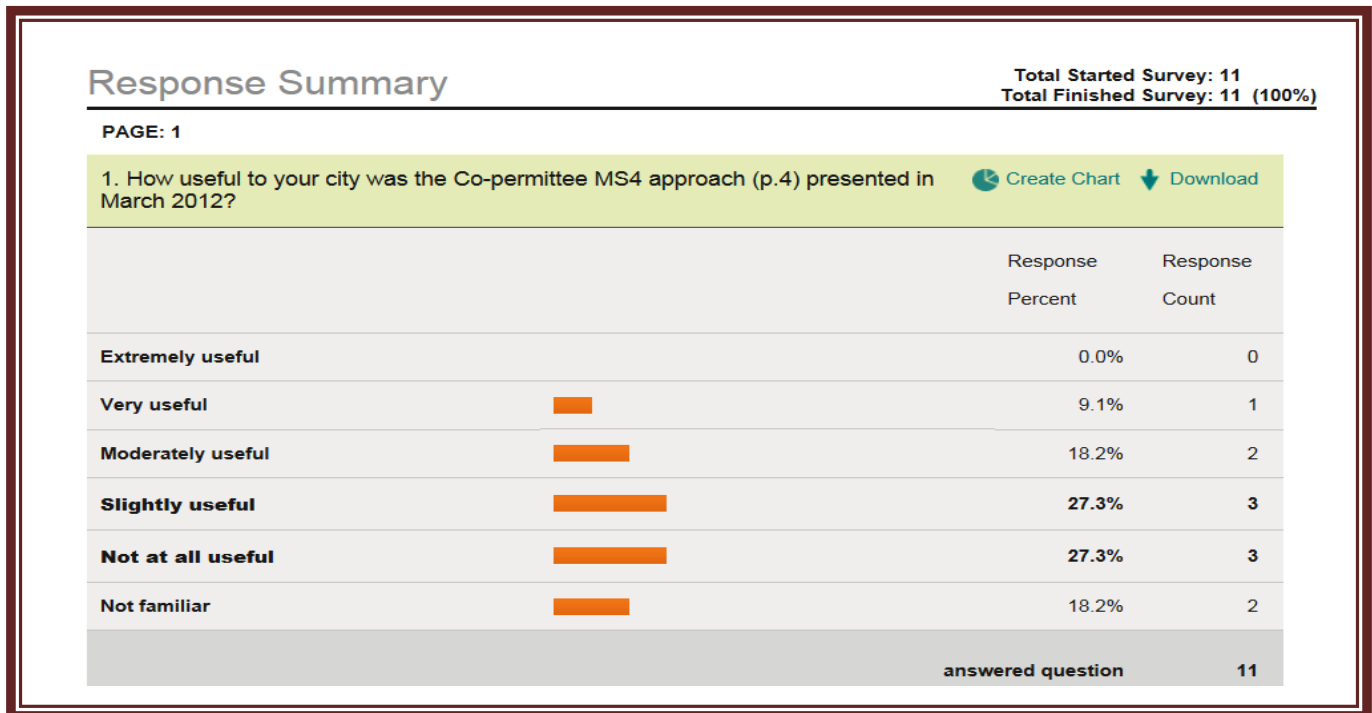 Response Summary
Total Started Survey: 11
Total Finished Survey: 11 (100%)
PAGE: 1
1. How useful to your city was the Co-permittee MS4 approach (p.4) presented in
March 2012?
Create Chart Download
Response Response
Percent Count
Extremely useful 0.0% 0
Very useful 9.1% 1
Moderately useful 18.2% 2
Slightly useful 27.3% 3
Not at all useful 27.3% 3
Not familiar 18.2% 2
answered question 11